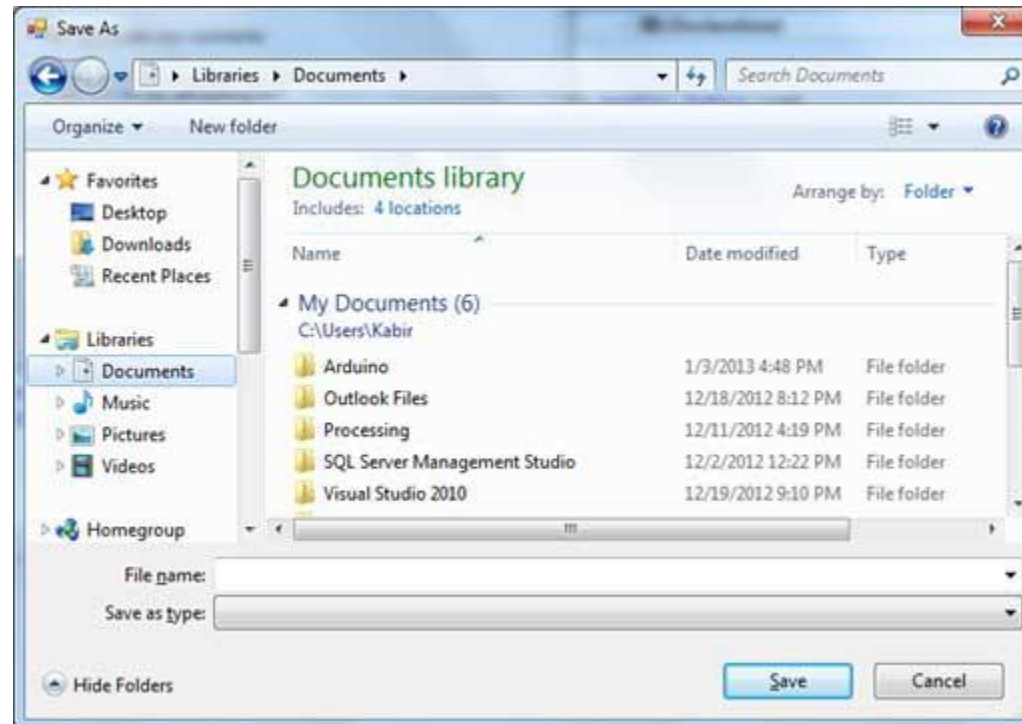 Save As
Libraries Documents
Search Documents
Organize New folder
Favorites
Desktop
Downloads
Recent Places
Libraries
Documents
Music
Pictures
Videos
Homegroup
Documents library
Includes: 4 locations
Arrange by: Folder
Name Date modified Type
My Documents (6)
C:\Users\Kabir
Arduino 1/3/2013 4:48 PM File folder
Outlook Files 12/18/2012 8:12 PM File folder
Processing 12/11/2012 4:19 PM File folder
SQL Server Management Studio 12/2/2012 12:22 PM File folder
Visual Studio 2010 12/19/2012 9:10 PM File folder
File name:
Save as type:
Hide Folders
Save Cancel